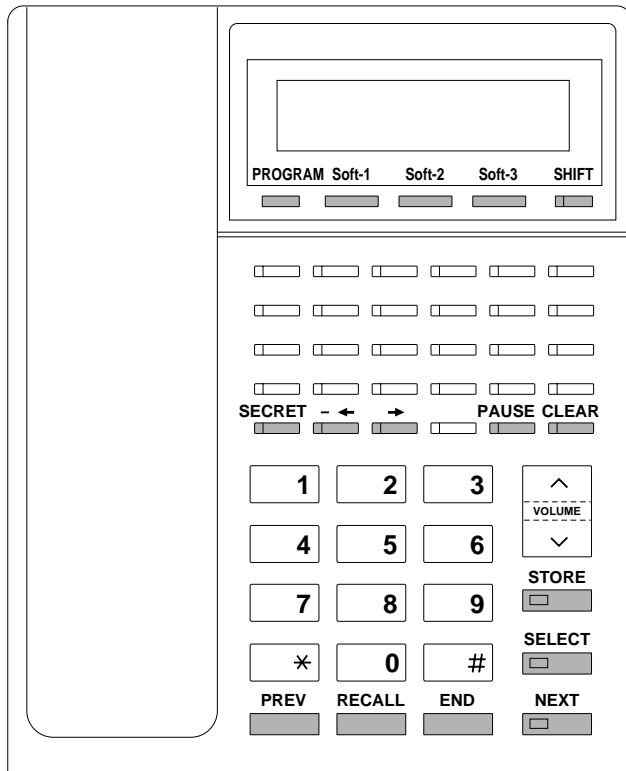 PROGRAM Soft-1 Soft-2 Soft-3 SHIFT
SECRET - ← → PAUSE CLEAR
1 2 3
VOLUME
4 5 6
STORE
7 8 9
SELECT
* 0 #
PREV RECALL END NEXT